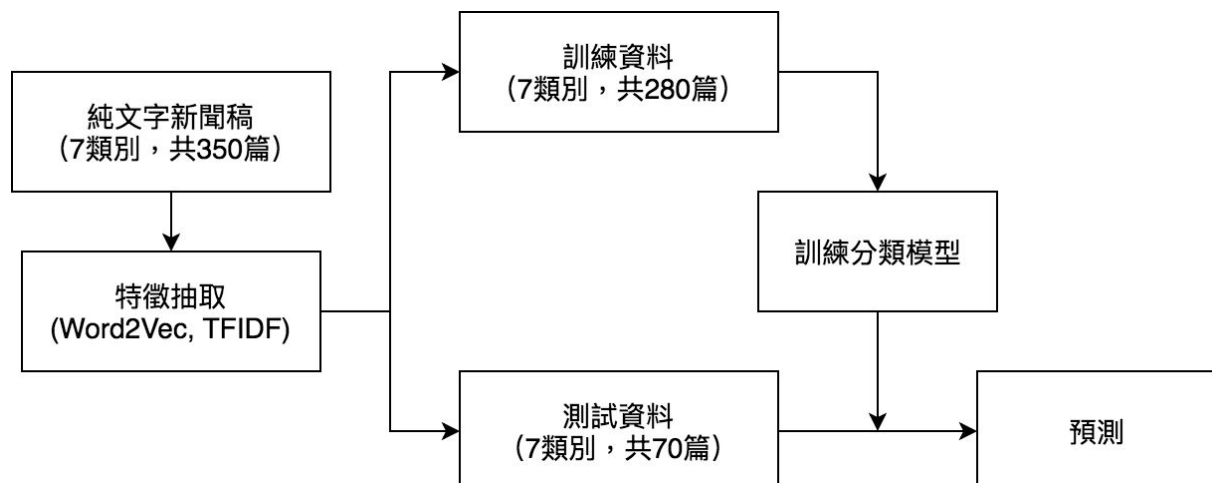 純文字新聞稿
(7類別，共350篇)
特徵抽取
(Word2Vec, TFIDF)
訓練資料
(7類別，共280篇)
訓練分類模型
測試資料
(7類別，共70篇)
預測